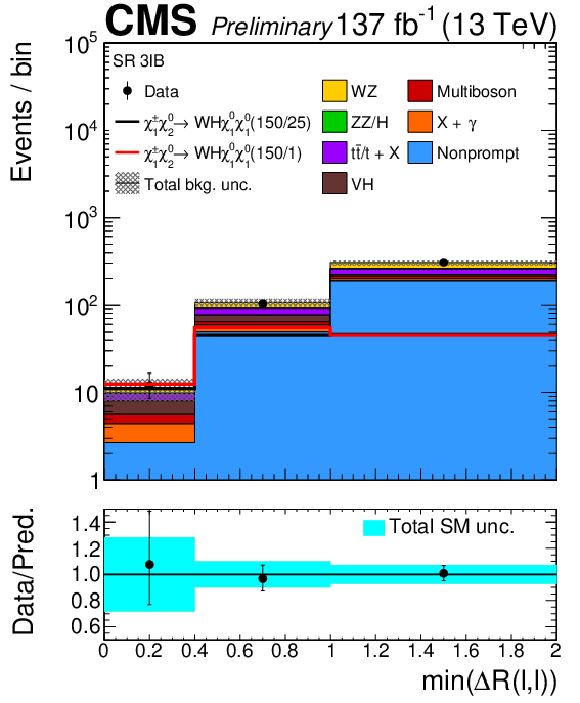 CMS Preliminary 137 fb⁻¹ (13 TeV)
Events / bin
10⁵
10⁴
10³
10²
10
1
SR 3lB
Data
χ̃₁±χ̃₂⁰→ WHχ̃₁⁰χ̃₁⁰(150/25)
χ̃₁±χ̃₂⁰→ WHχ̃₁⁰χ̃₁⁰(150/1)
Total bkg. unc.
WZ
ZZ/H
tt̄/t + X
VH
Multiboson
X + γ
Nonprompt
Data/Pred.
1.4
1.2
1.0
0.8
0.6
Total SM unc.
0 0.2 0.4 0.6 0.8 1 1.2 1.4 1.6 1.8 2
min(ΔR(l,l))